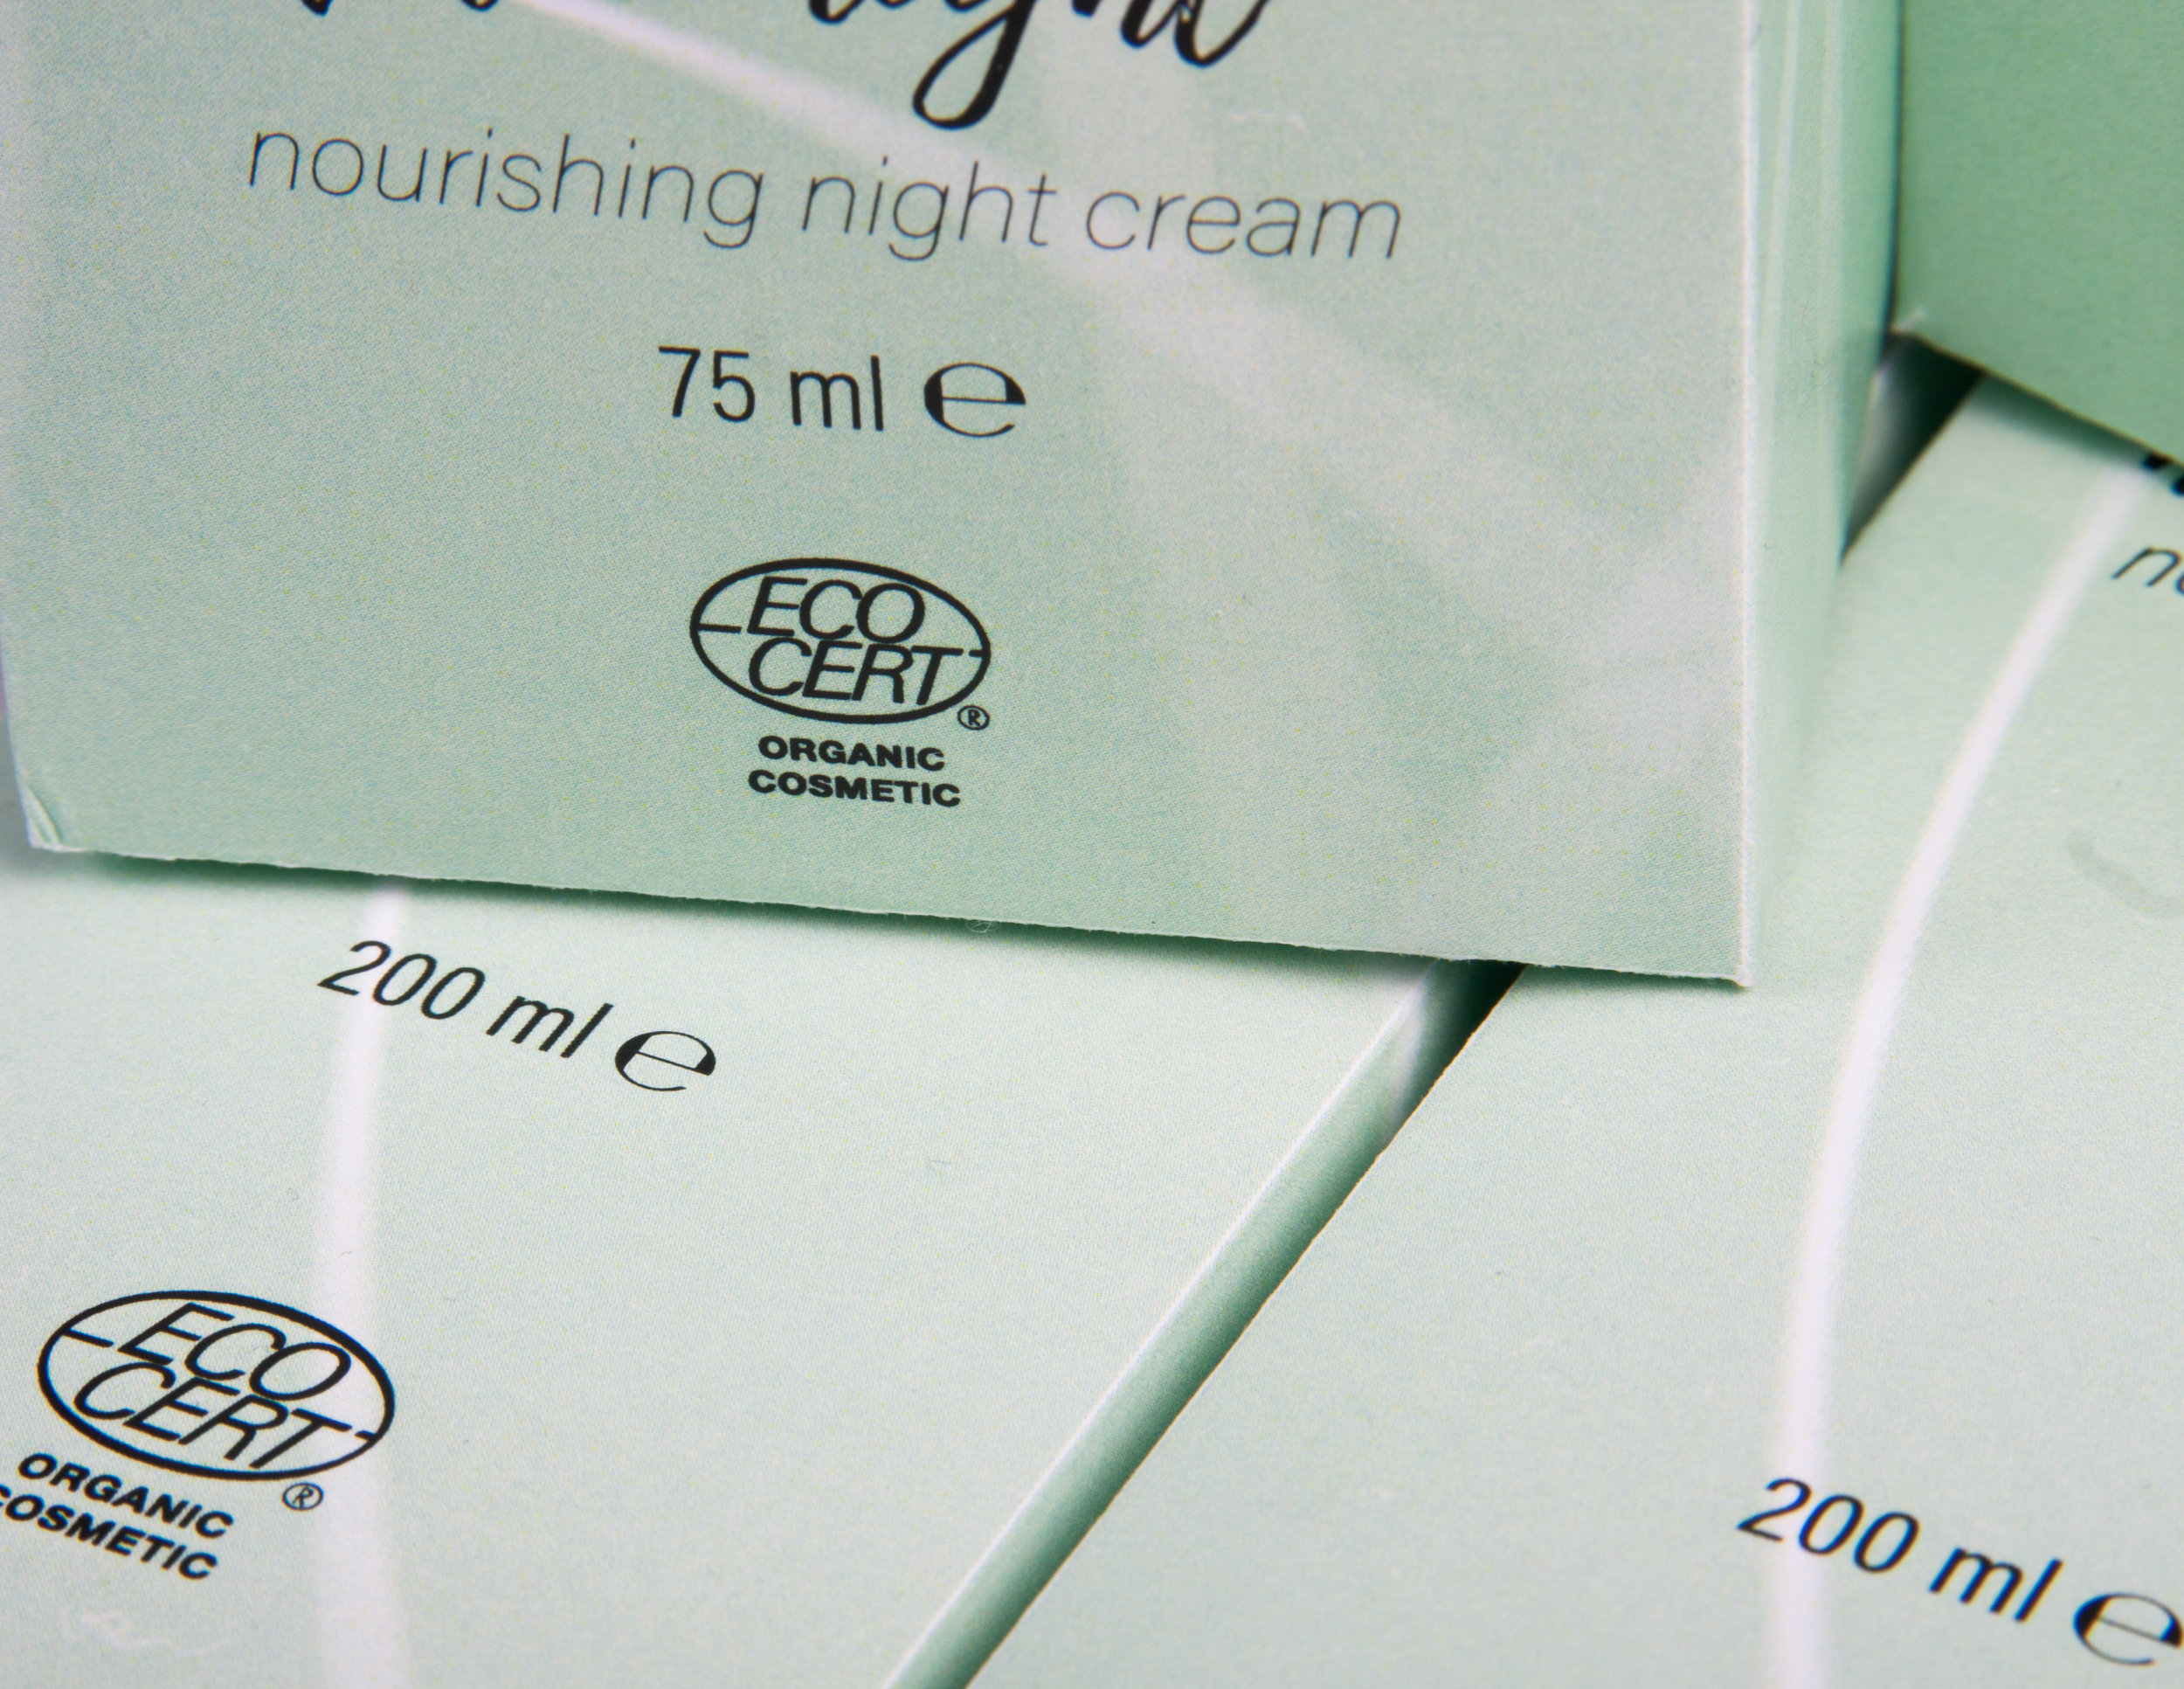 nourishing night cream
75 ml ℮
ECO
CERT
®
ORGANIC
COSMETIC
200 ml ℮
ECO
CERT
®
ORGANIC
COSMETIC
200 ml ℮